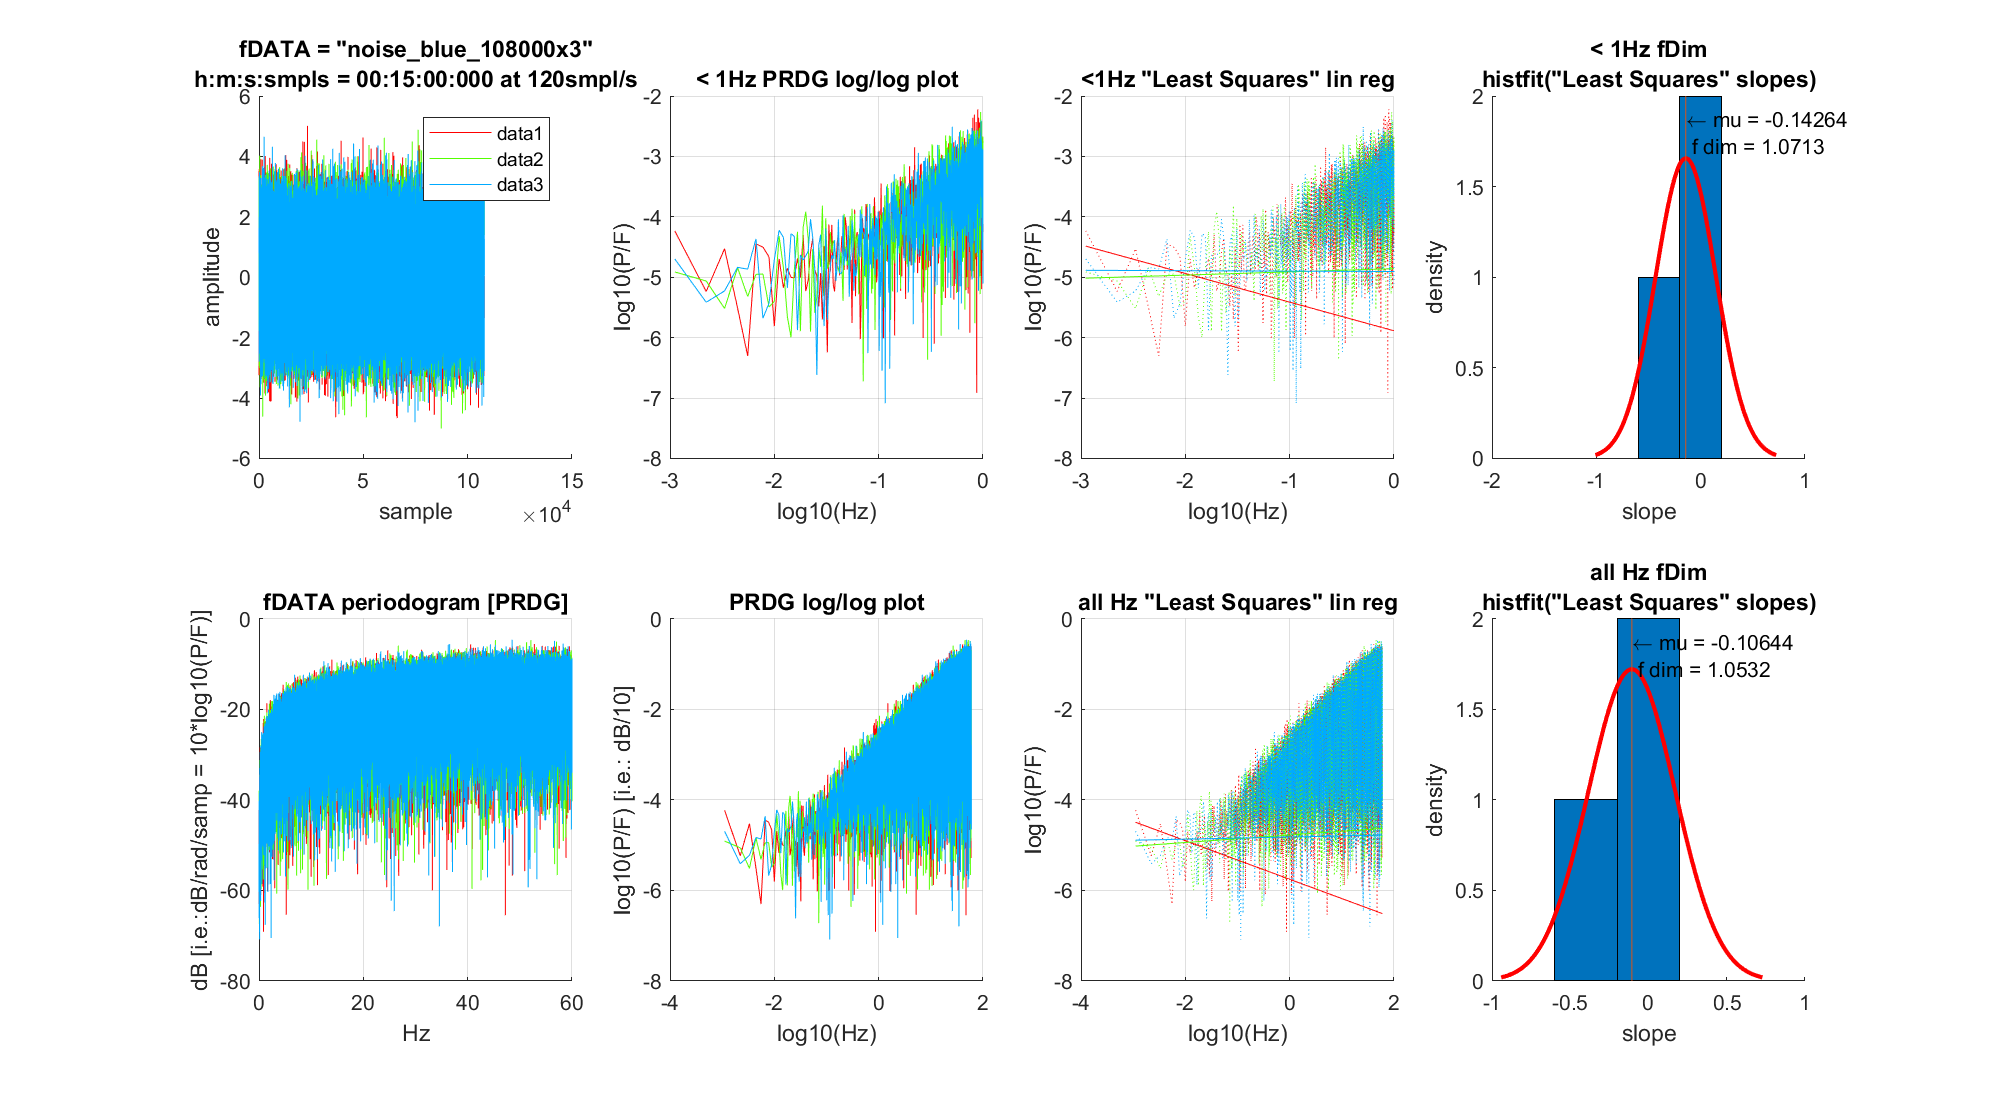 fDATA = "noise_blue_108000x3"
h:m:s:smpls = 00:15:00:000 at 120smpl/s
6
4
2
0
-2
-4
-6
amplitude
data1
data2
data3
0
5
10
15
×10^4
sample
< 1Hz PRDG log/log plot
-2
-3
-4
-5
-6
-7
-8
log10(P/F)
-3
-2
-1
0
log10(Hz)
<1Hz "Least Squares" lin reg
-2
-3
-4
-5
-6
-7
-8
log10(P/F)
-3
-2
-1
0
log10(Hz)
< 1Hz fDim
histfit("Least Squares" slopes)
2
1.5
1
0.5
0
density
← mu = -0.14264
f dim = 1.0713
-2
-1
0
1
slope
fDATA periodogram [PRDG]
0
-20
-40
-60
-80
dB [i.e.:dB/rad/samp = 10*log10(P/F)]
0
20
40
60
Hz
PRDG log/log plot
0
-2
-4
-6
-8
log10(P/F) [i.e.: dB/10]
-4
-2
0
2
log10(Hz)
all Hz "Least Squares" lin reg
0
-2
-4
-6
-8
log10(P/F)
-4
-2
0
2
log10(Hz)
all Hz fDim
histfit("Least Squares" slopes)
2
1.5
1
0.5
0
density
← mu = -0.10644
f dim = 1.0532
-1
-0.5
0
0.5
1
slope